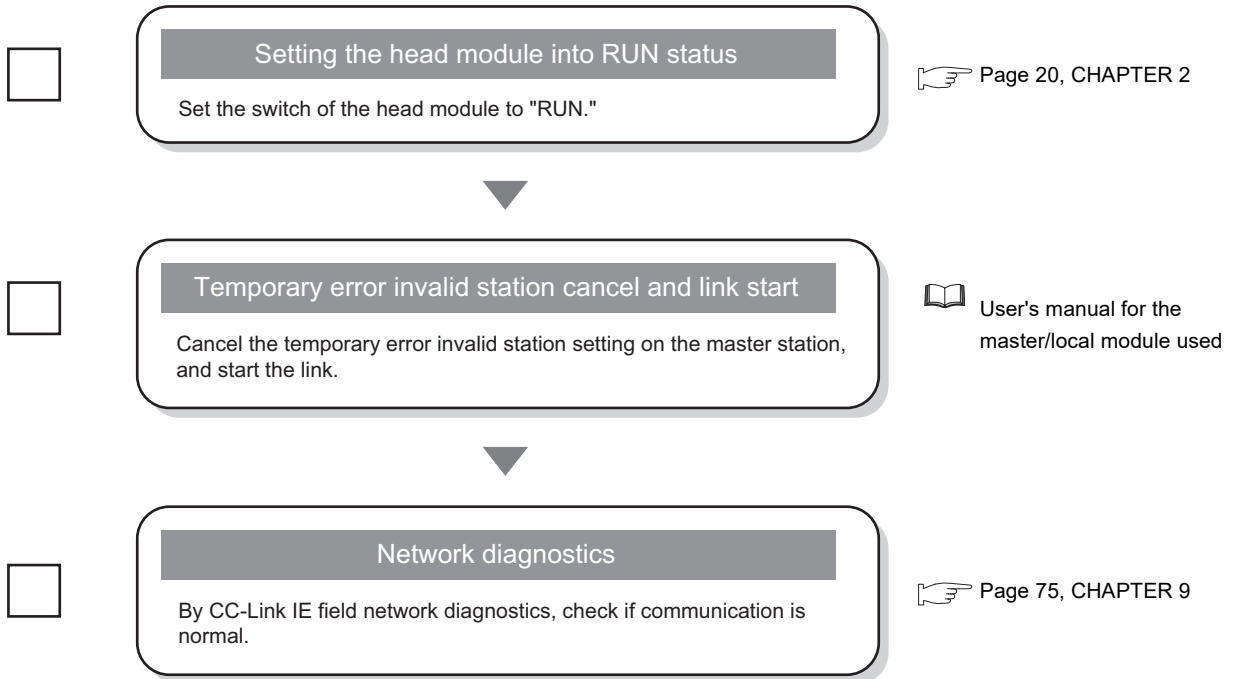 Setting the head module into RUN status
Set the switch of the head module to "RUN."
Page 20, CHAPTER 2
Temporary error invalid station cancel and link start
Cancel the temporary error invalid station setting on the master station,
and start the link.
User's manual for the
master/local module used
Network diagnostics
By CC-Link IE field network diagnostics, check if communication is
normal.
Page 75, CHAPTER 9